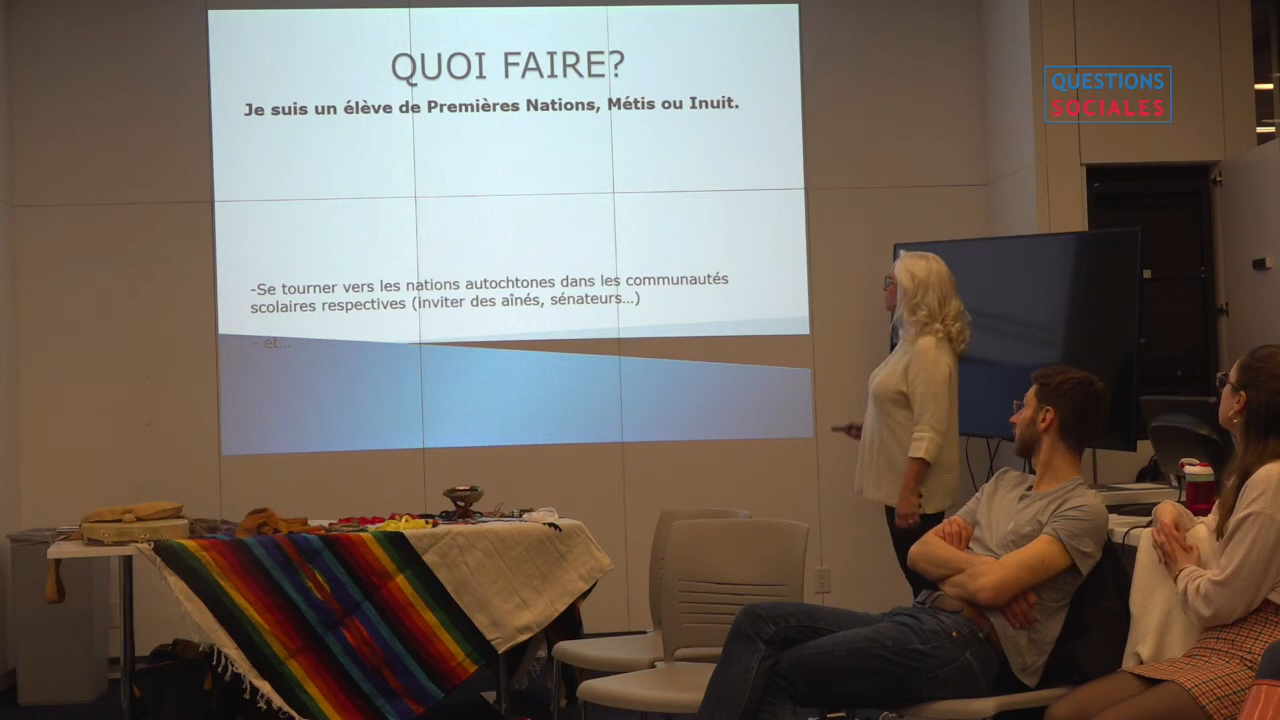 QUOI FAIRE?
Je suis un élève de Premières Nations, Métis ou Inuit.
-Se tourner vers les nations autochtones dans les communautés
scolaires respectives (inviter des aînés, sénateurs...)
- et...
QUESTIONS
SOCIALES